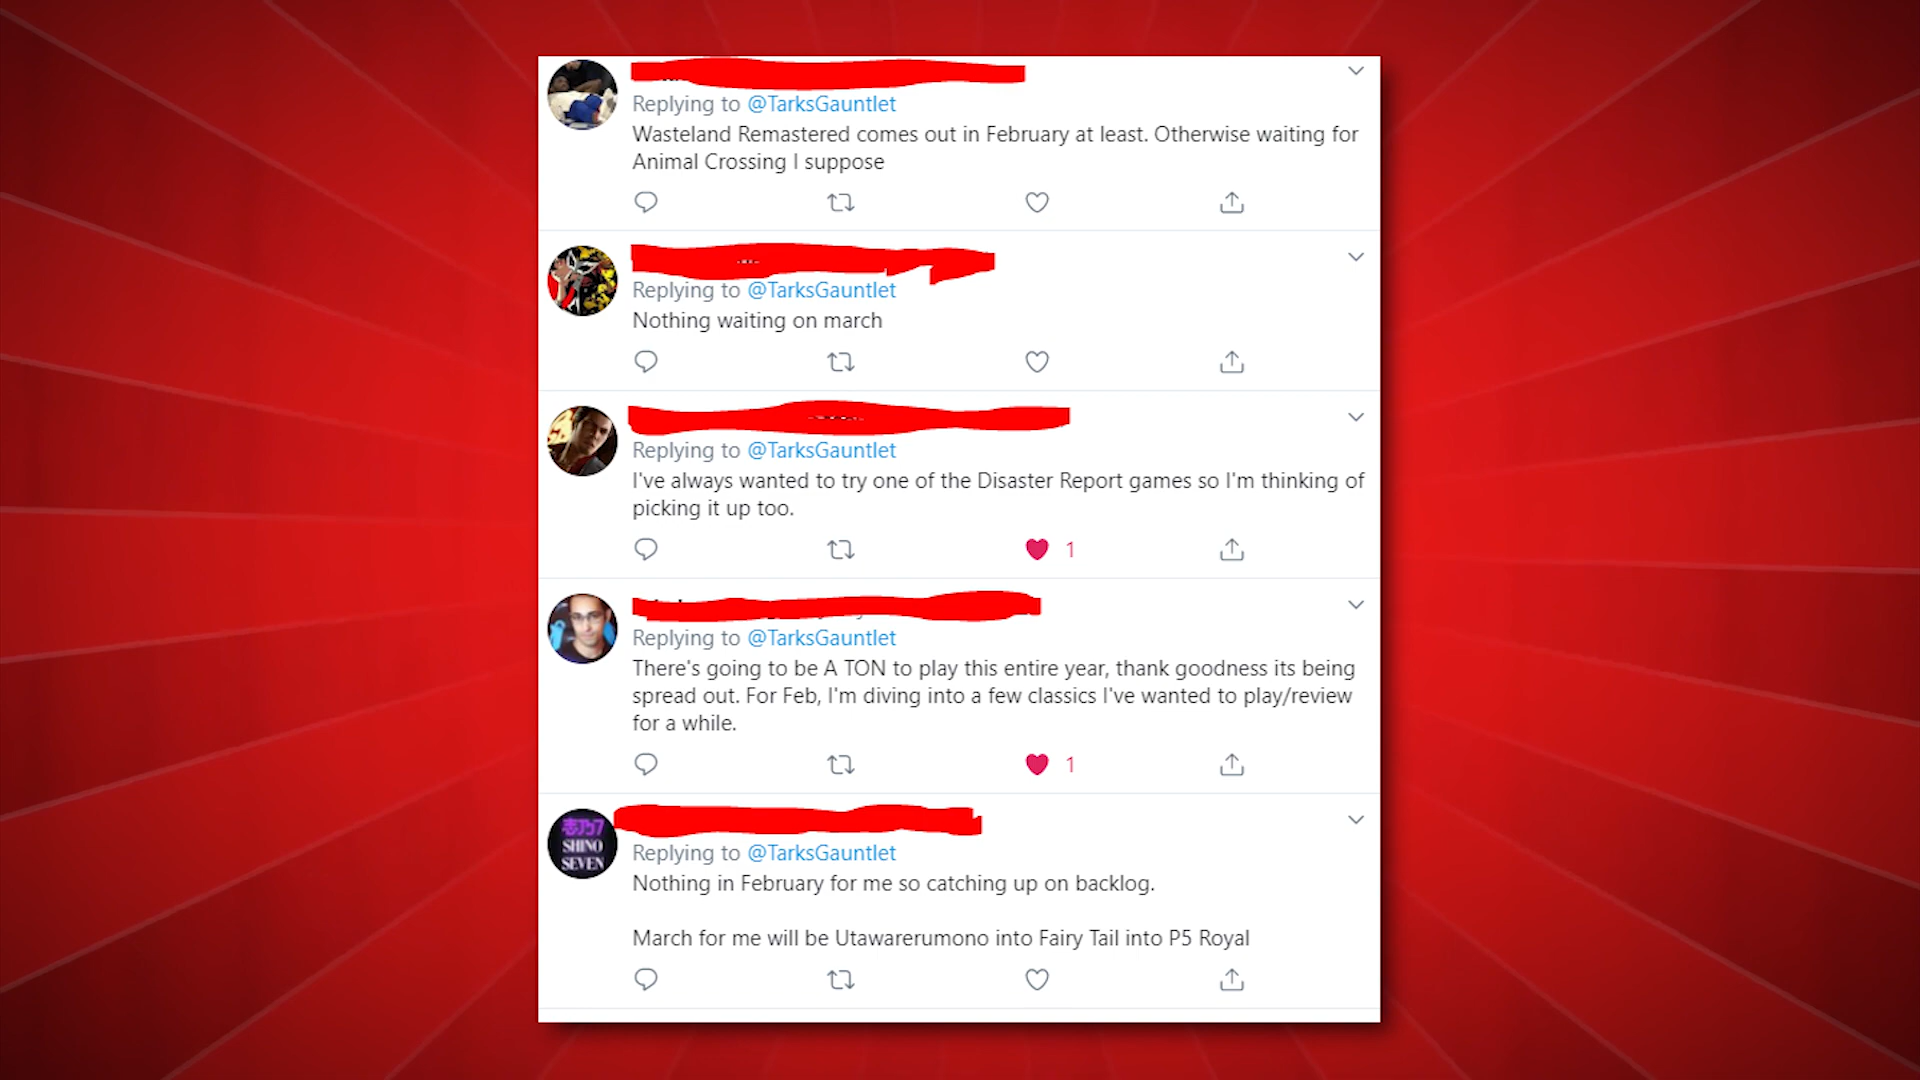 Replying to @TarksGauntlet
Wasteland Remastered comes out in February at least. Otherwise waiting for
Animal Crossing I suppose
Replying to @TarksGauntlet
Nothing waiting on march
Replying to @TarksGauntlet
I've always wanted to try one of the Disaster Report games so I'm thinking of
picking it up too.
1
Replying to @TarksGauntlet
There's going to be A TON to play this entire year, thank goodness its being
spread out. For Feb, I'm diving into a few classics I've wanted to play/review
for a while.
1
SHINO
SEVEN
Replying to @TarksGauntlet
Nothing in February for me so catching up on backlog.
March for me will be Utawarerumono into Fairy Tail into P5 Royal